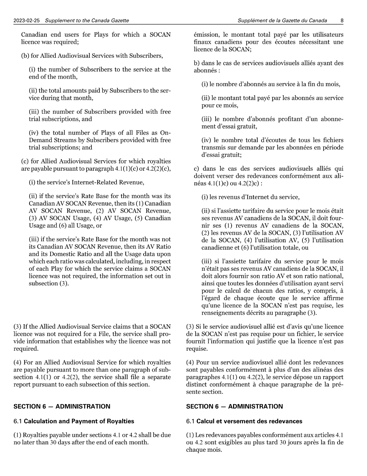 2023-02-25 Supplement to the Canada Gazette
Supplément de la Gazette du Canada 8
Canadian end users for Plays for which a SOCAN
licence was required;
(b) for Allied Audiovisual Services with Subscribers,
(i) the number of Subscribers to the service at the
end of the month,
(ii) the total amounts paid by Subscribers to the ser-
vice during that month,
(iii) the number of Subscribers provided with free
trial subscriptions, and
(iv) the total number of Plays of all Files as On-
Demand Streams by Subscribers provided with free
trial subscriptions; and
(c) for Allied Audiovisual Services for which royalties
are payable pursuant to paragraph 4.1(1)(c) or 4.2(2)(c),
(i) the service's Internet-Related Revenue,
(ii) if the service's Rate Base for the month was its
Canadian AV SOCAN Revenue, then its (1) Canadian
AV SOCAN Revenue, (2) AV SOCAN Revenue,
(3) AV SOCAN Usage, (4) AV Usage, (5) Canadian
Usage and (6) all Usage, or
(iii) if the service's Rate Base for the month was not
its Canadian AV SOCAN Revenue, then its AV Ratio
and its Domestic Ratio and all the Usage data upon
which each ratio was calculated, including, in respect
of each Play for which the service claims a SOCAN
licence was not required, the information set out in
subsection (3).
(3) If the Allied Audiovisual Service claims that a SOCAN
licence was not required for a File, the service shall pro-
vide information that establishes why the licence was not
required.
(4) For an Allied Audiovisual Service for which royalties
are payable pursuant to more than one paragraph of sub-
section 4.1(1) or 4.2(2), the service shall file a separate
report pursuant to each subsection of this section.
SECTION 6 — ADMINISTRATION
6.1 Calculation and Payment of Royalties
(1) Royalties payable under sections 4.1 or 4.2 shall be due
no later than 30 days after the end of each month.
émission, le montant total payé par les utilisateurs
finaux canadiens pour des écoutes nécessitant une
licence de la SOCAN;
b) dans le cas de services audiovisuels alliés ayant des
abonnés :
(i) le nombre d'abonnés au service à la fin du mois,
(ii) le montant total payé par les abonnés au service
pour ce mois,
(iii) le nombre d'abonnés profitant d'un abonne-
ment d'essai gratuit,
(iv) le nombre total d'écoutes de tous les fichiers
transmis sur demande par les abonnées en période
d'essai gratuit;
c) dans le cas des services audiovisuels alliés qui
doivent verser des redevances conformément aux ali-
néas 4.1(1)c) ou 4.2(2)c) :
(i) les revenus d'Internet du service,
(ii) si l'assiette tarifaire du service pour le mois était
ses revenus AV canadiens de la SOCAN, il doit four-
nir ses (1) revenus AV canadiens de la SOCAN,
(2) les revenus AV de la SOCAN, (3) l'utilisation AV
de la SOCAN, (4) l'utilisation AV, (5) l'utilisation
canadienne et (6) l'utilisation totale, ou
(iii) si l'assiette tarifaire du service pour le mois
n'était pas ses revenus AV canadiens de la SOCAN, il
doit alors fournir son ratio AV et son ratio national,
ainsi que toutes les données d'utilisation ayant servi
pour le calcul de chacun des ratios, y compris, à
l'égard de chaque écoute que le service affirme
qu'une licence de la SOCAN n'est pas requise, les
renseignements décrits au paragraphe (3).
(3) Si le service audiovisuel allié est d'avis qu'une licence
de la SOCAN n'est pas requise pour un fichier, le service
fournit l'information qui justifie que la licence n'est pas
requise.
(4) Pour un service audiovisuel allié dont les redevances
sont payables conformément à plus d'un des alinéas des
paragraphes 4.1(1) ou 4.2(2), le service dépose un rapport
distinct conformément à chaque paragraphe de la pré-
sente section.
SECTION 6 — ADMINISTRATION
6.1 Calcul et versement des redevances
(1) Les redevances payables conformément aux articles 4.1
ou 4.2 sont exigibles au plus tard 30 jours après la fin de
chaque mois.